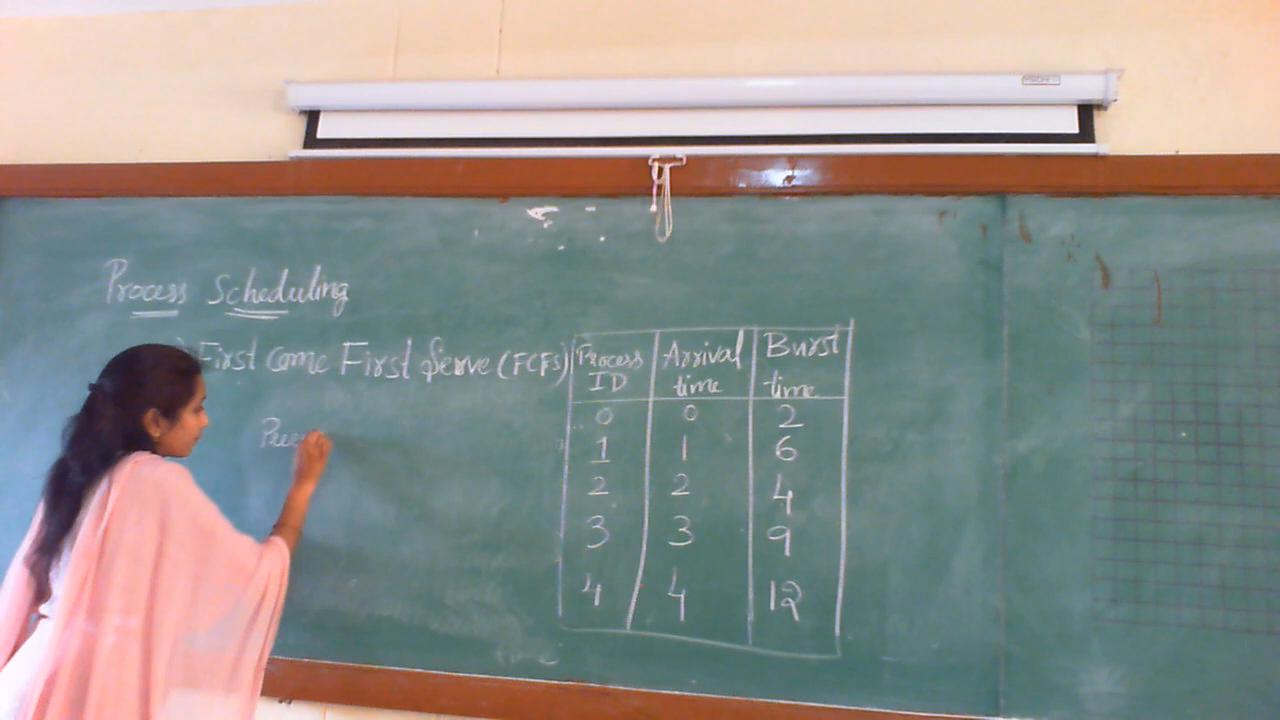 Process Scheduling
First come First Serve (FCFS)
Process ID Arrival time Burst time
0 0 2
1 1 6
2 2 4
3 3 9
4 4 12